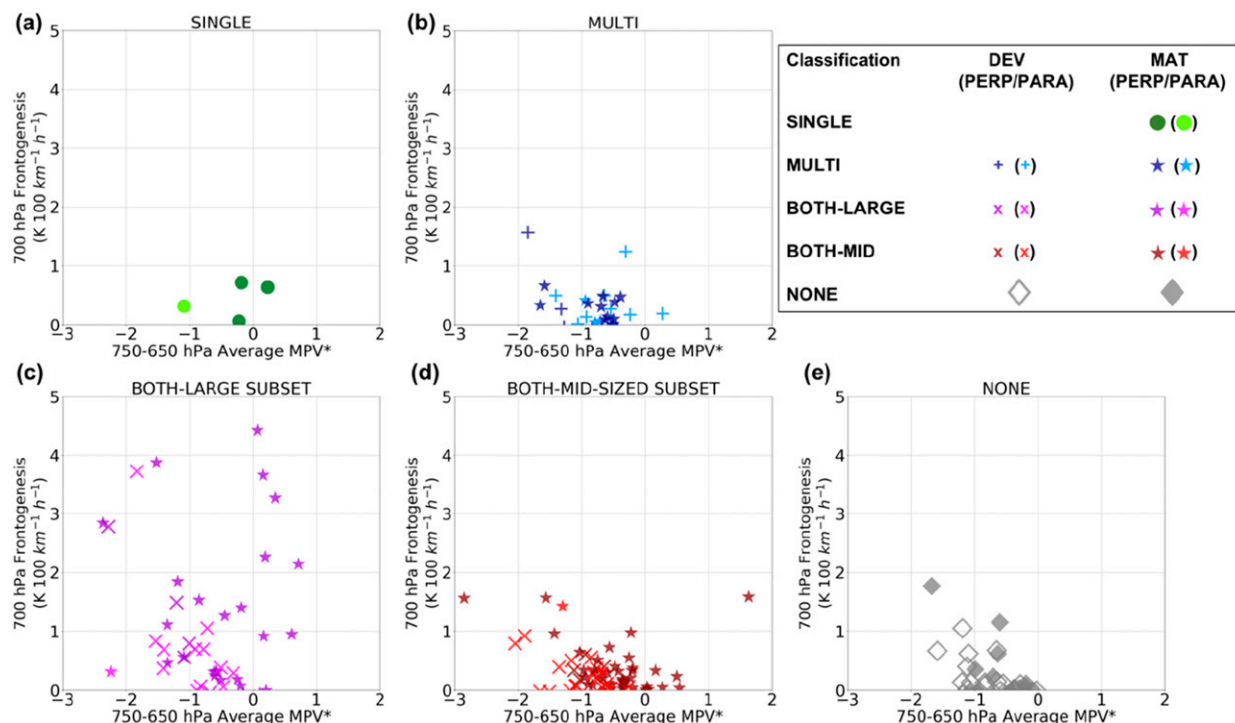 (a)
SINGLE
5
4
3
2
1
0
700 hPa Frontogenesis
(K 100 km−1 h−1)
−3
−2
−1
0
1
2
750-650 hPa Average MPV*
(b)
MULTI
5
4
3
2
1
0
700 hPa Frontogenesis
(K 100 km−1 h−1)
−3
−2
−1
0
1
2
750-650 hPa Average MPV*
Classification DEV MAT
(PERP/PARA) (PERP/PARA)
SINGLE ( )
MULTI + (+) ★ (★)
BOTH-LARGE x (x) ★ (★)
BOTH-MID x (x) ★ (★)
NONE
(c)
BOTH-LARGE SUBSET
5
4
3
2
1
0
700 hPa Frontogenesis
(K 100 km−1 h−1)
−3
−2
−1
0
1
2
750-650 hPa Average MPV*
(d)
BOTH-MID-SIZED SUBSET
5
4
3
2
1
0
700 hPa Frontogenesis
(K 100 km−1 h−1)
−3
−2
−1
0
1
2
750-650 hPa Average MPV*
(e)
NONE
5
4
3
2
1
0
700 hPa Frontogenesis
(K 100 km−1 h−1)
−3
−2
−1
0
1
2
750-650 hPa Average MPV*